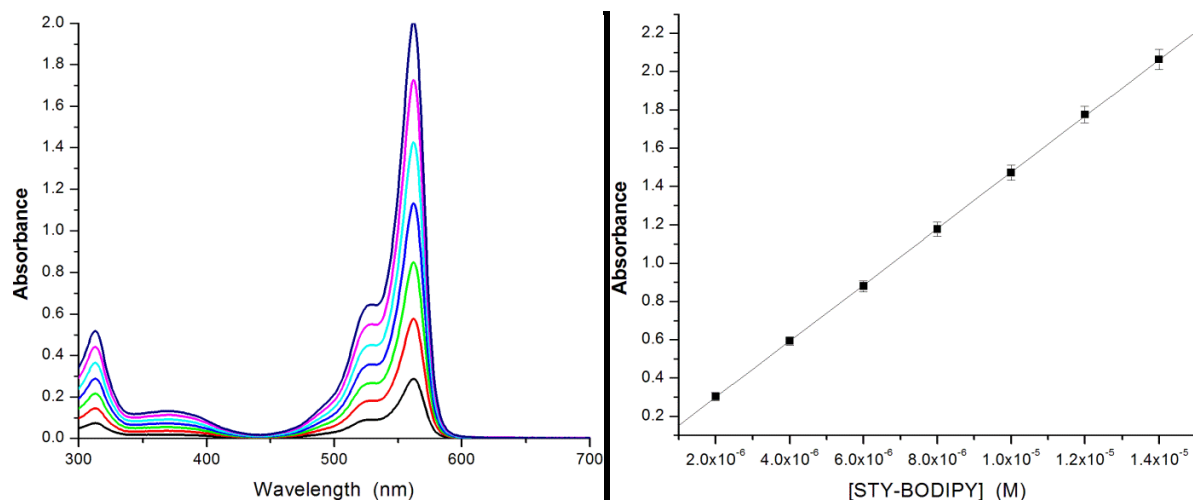 2.0
1.8
1.6
1.4
1.2
1.0
0.8
0.6
0.4
0.2
0.0
Absorbance
300
400
500
600
700
Wavelength (nm)
2.2
2.0
1.8
1.6
1.4
1.2
1.0
0.8
0.6
0.4
0.2
Absorbance
2.0x10⁻⁶
4.0x10⁻⁶
6.0x10⁻⁶
8.0x10⁻⁶
1.0x10⁻⁵
1.2x10⁻⁵
1.4x10⁻⁵
[STY-BODIPY] (M)